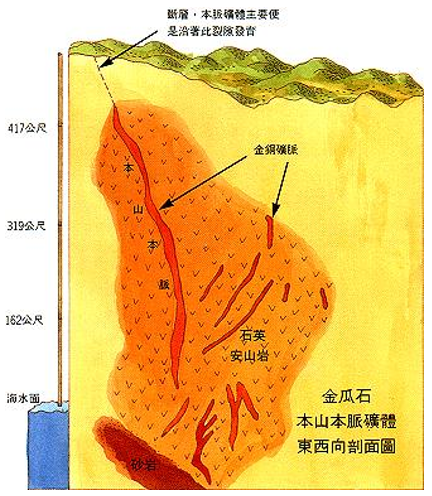 斷層，本脈礦體主要便
是沿著此裂隙發育
417公尺
金銅礦脈
本山本脈
319公尺
162公尺
石英
安山岩
海水面
金瓜石
本山本脈礦體
東西向剖面圖
砂岩